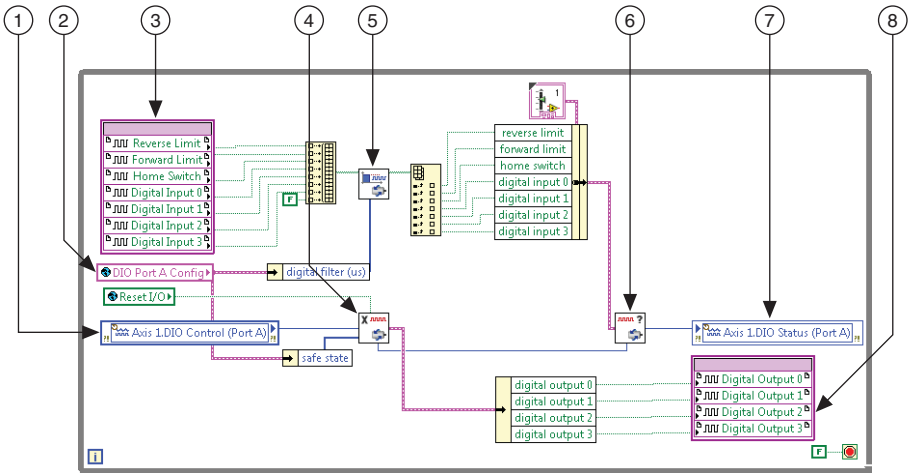 1
2
3
4
5
6
7
8
1
Reverse Limit
Forward Limit
Home Switch
Digital Input 0
Digital Input 1
Digital Input 2
Digital Input 3
F
reverse limit
forward limit
home switch
digital input 0
digital input 1
digital input 2
digital input 3
DIO Port A Config
digital filter (us)
Reset I/O
X
?
Axis 1.DIO Control (Port A)
Axis 1.DIO Status (Port A)
safe state
digital output 0
digital output 1
digital output 2
digital output 3
Digital Output 0
Digital Output 1
Digital Output 2
Digital Output 3
i
F